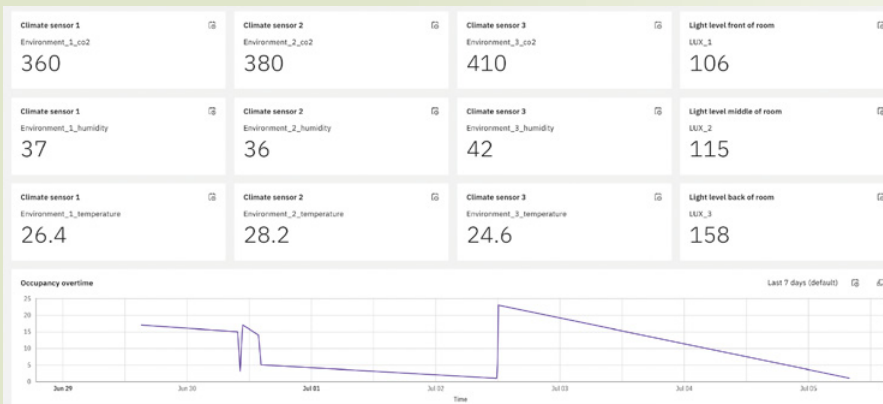 Climate sensor 1
Environment_1_co2
360
Climate sensor 2
Environment_2_co2
380
Climate sensor 3
Environment_3_co2
410
Light level front of room
LUX_1
106
Climate sensor 1
Environment_1_humidity
37
Climate sensor 2
Environment_2_humidity
36
Climate sensor 3
Environment_3_humidity
42
Light level middle of room
LUX_2
115
Climate sensor 1
Environment_1_temperature
26.4
Climate sensor 2
Environment_2_temperature
28.2
Climate sensor 3
Environment_3_temperature
24.6
Light level back of room
LUX_3
158
Occupancy overtime
Last 7 days (default)
25
20
15
10
5
0
Jun 29
Jun 30
Jul 01
Jul 02
Jul 03
Jul 04
Jul 05
Time